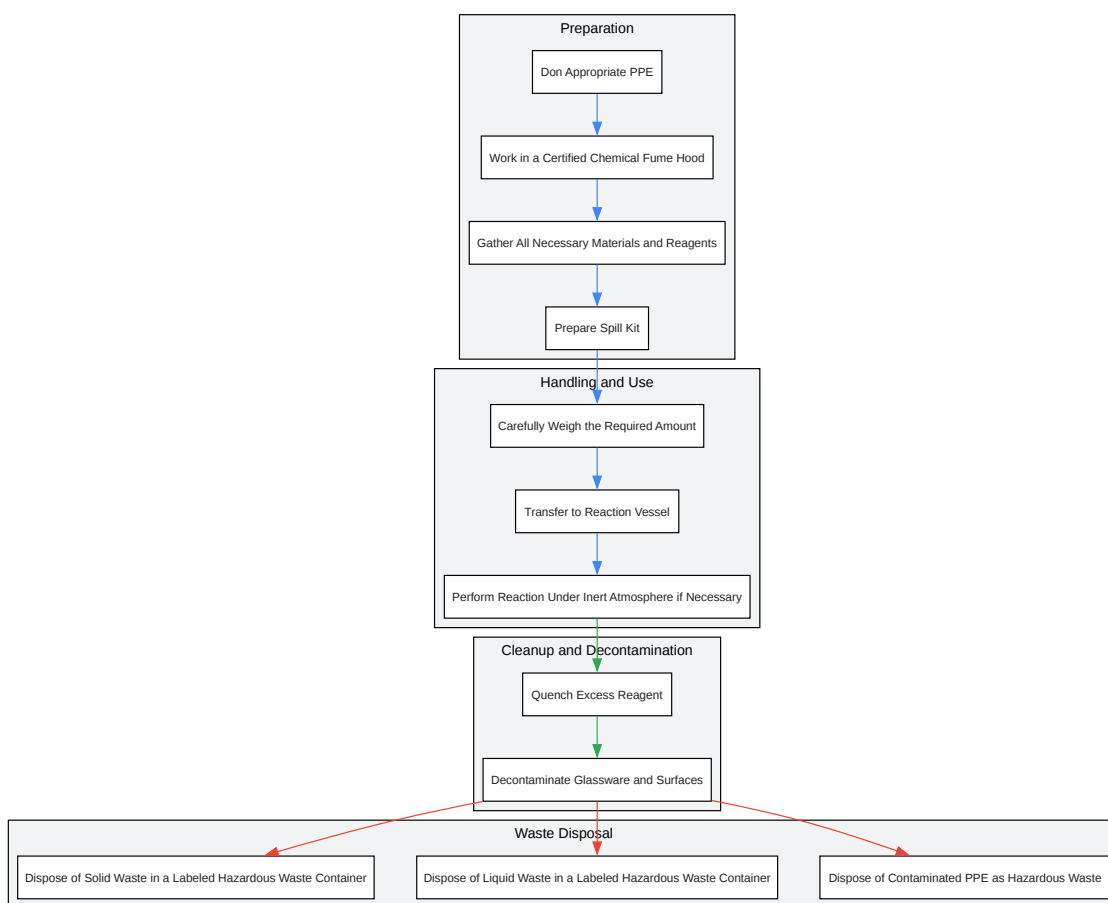 Preparation
Don Appropriate PPE
Work in a Certified Chemical Fume Hood
Gather All Necessary Materials and Reagents
Prepare Spill Kit
Handling and Use
Carefully Weigh the Required Amount
Transfer to Reaction Vessel
Perform Reaction Under Inert Atmosphere if Necessary
Cleanup and Decontamination
Quench Excess Reagent
Decontaminate Glassware and Surfaces
Waste Disposal
Dispose of Solid Waste in a Labeled Hazardous Waste Container
Dispose of Liquid Waste in a Labeled Hazardous Waste Container
Dispose of Contaminated PPE as Hazardous Waste